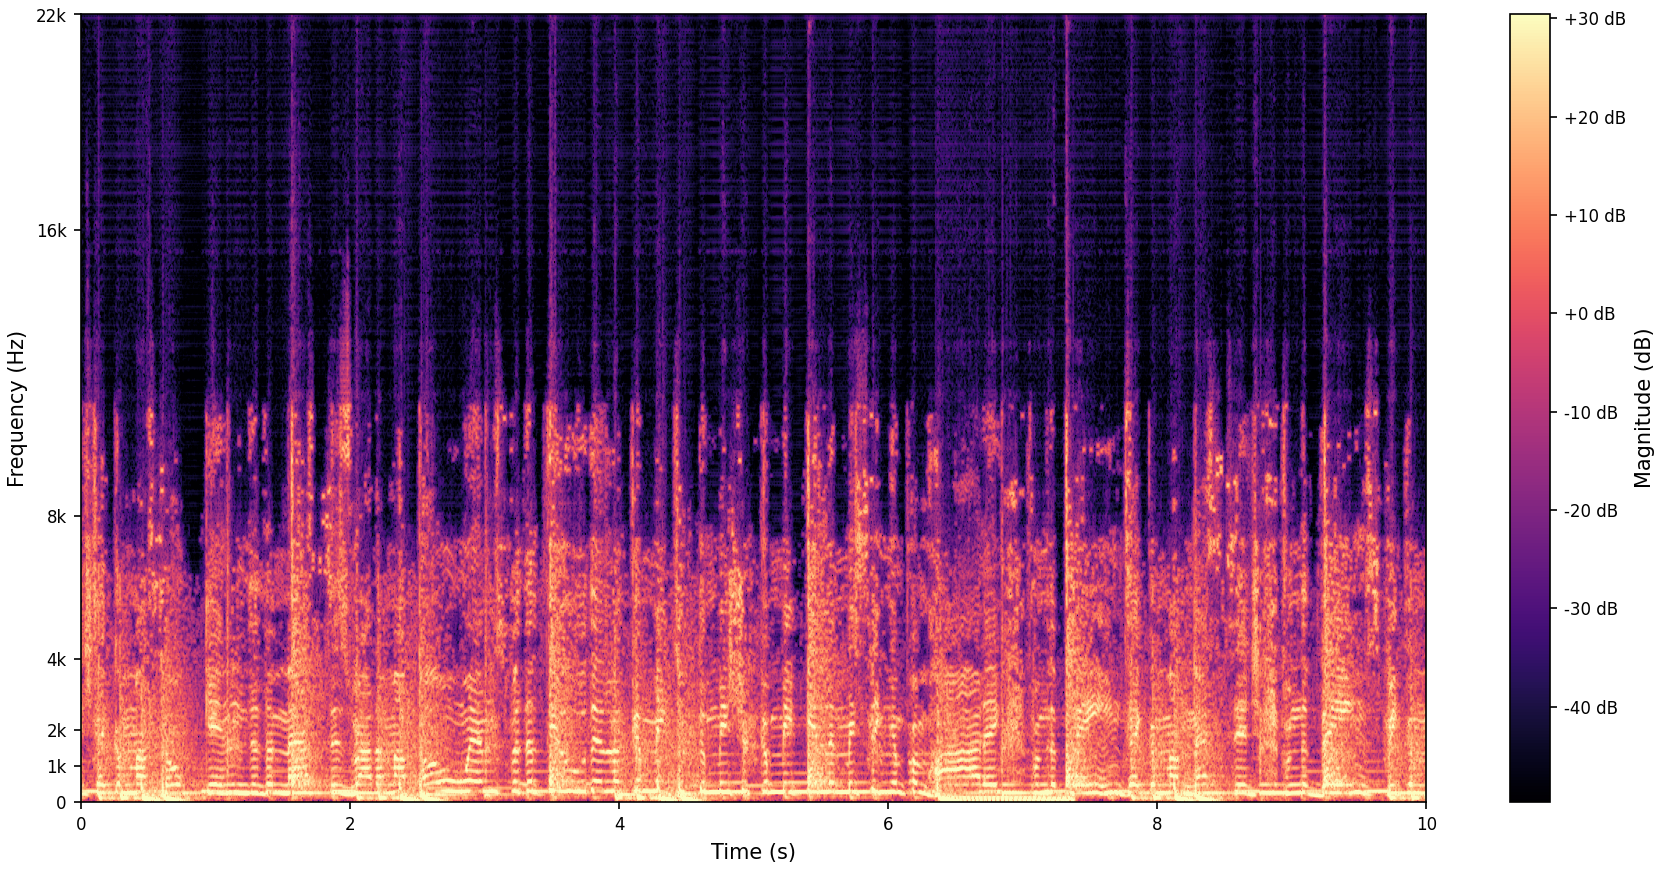 22k
16k
8k
4k
2k
1k
0
Frequency (Hz)
0
2
4
6
8
10
Time (s)
+30 dB
+20 dB
+10 dB
+0 dB
-10 dB
-20 dB
-30 dB
-40 dB
Magnitude (dB)